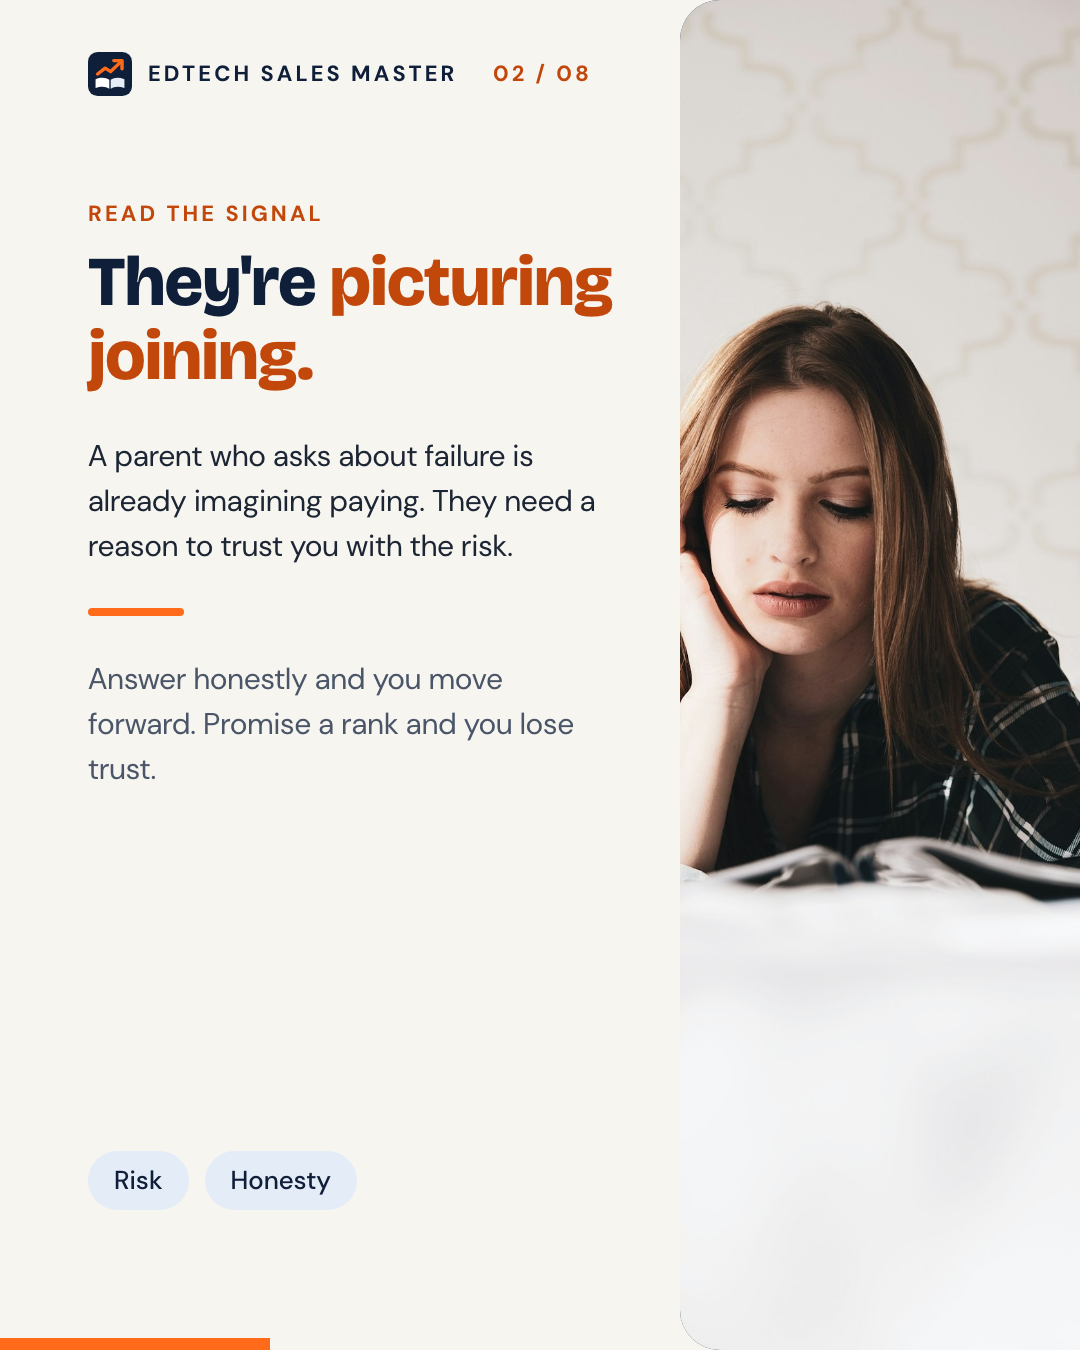 EDTECH SALES MASTER 02 / 08
READ THE SIGNAL
They're picturing
joining.
A parent who asks about failure is
already imagining paying. They need a
reason to trust you with the risk.
Answer honestly and you move
forward. Promise a rank and you lose
trust.
Risk Honesty